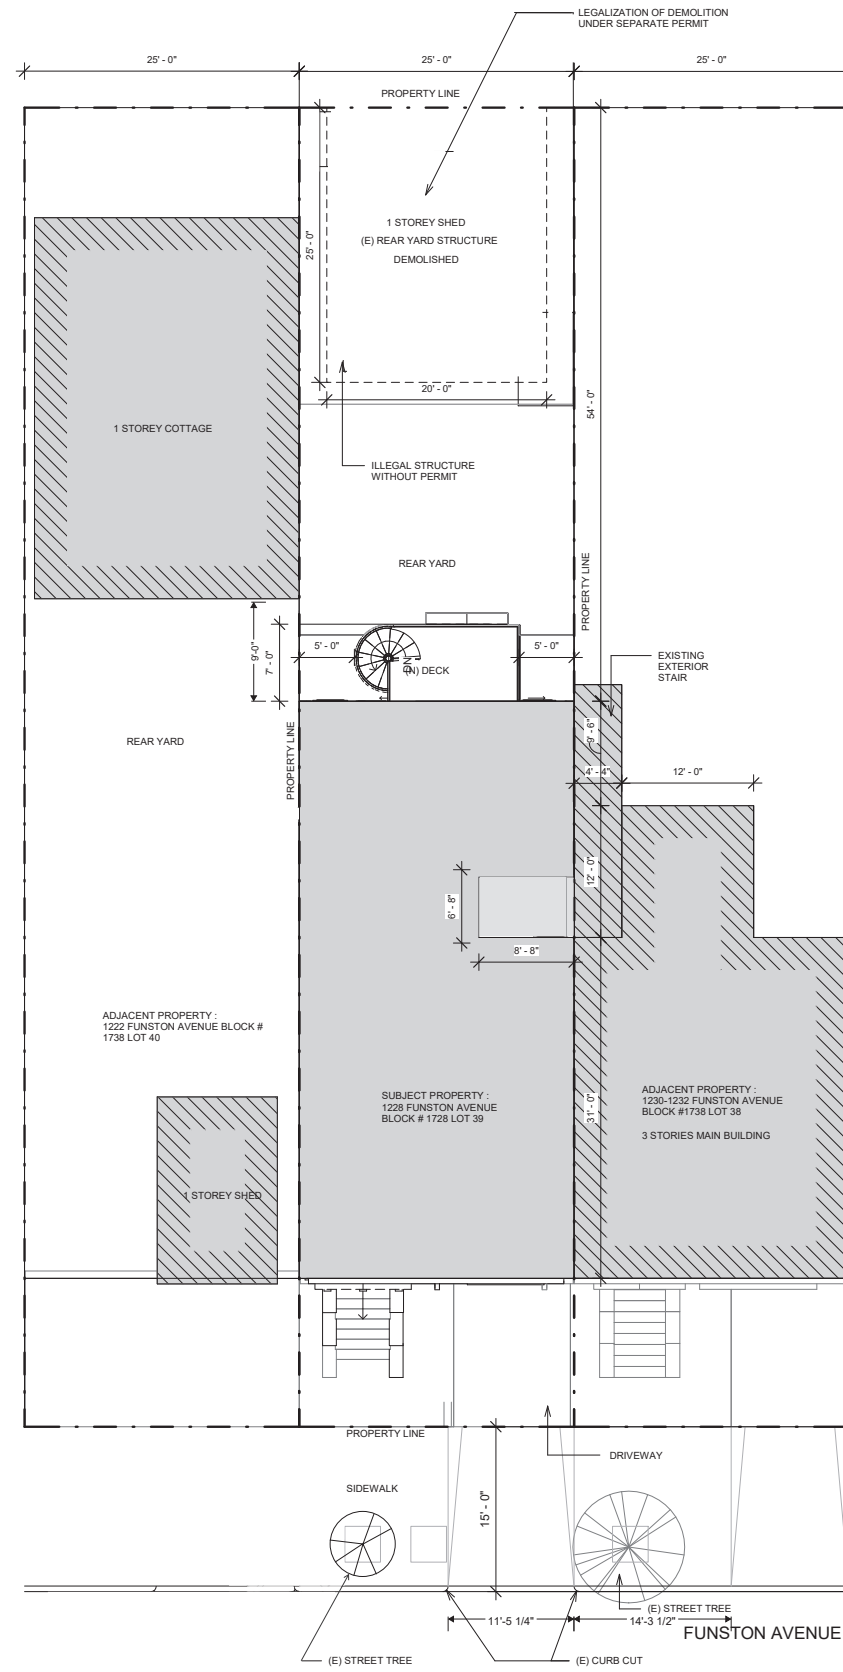 LEGALIZATION OF DEMOLITION
UNDER SEPARATE PERMIT
25' - 0"
25' - 0"
25' - 0"
PROPERTY LINE
1 STOREY SHED
(E) REAR YARD STRUCTURE
DEMOLISHED
25' - 0"
20' - 0"
54' - 0"
1 STOREY COTTAGE
ILLEGAL STRUCTURE
WITHOUT PERMIT
REAR YARD
PROPERTY LINE
5' - 0"
5' - 0"
9'-0"
7' - 0"
DN
(N) DECK
EXISTING
EXTERIOR
STAIR
REAR YARD
PROPERTY LINE
9' - 6"
4' - 4"
12' - 0"
12' - 0"
6' - 8"
8' - 8"
ADJACENT PROPERTY :
1222 FUNSTON AVENUE BLOCK #
1738 LOT 40
SUBJECT PROPERTY :
1228 FUNSTON AVENUE
BLOCK # 1728 LOT 39
31' - 0"
ADJACENT PROPERTY :
1230-1232 FUNSTON AVENUE
BLOCK #1738 LOT 38
3 STORIES MAIN BUILDING
1 STOREY SHED
PROPERTY LINE
DRIVEWAY
SIDEWALK
15' - 0"
(E) STREET TREE
11'-5 1/4"
14'-3 1/2"
FUNSTON AVENUE
(E) STREET TREE
(E) CURB CUT